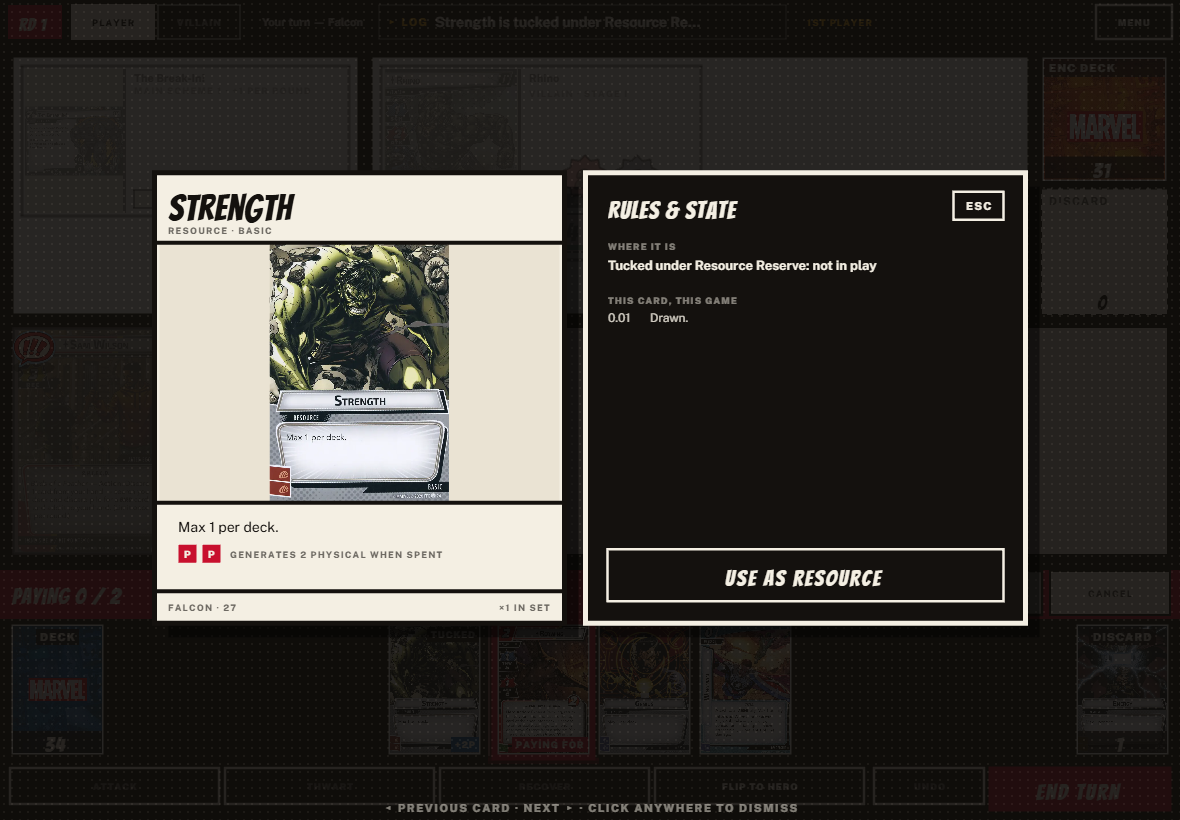 RD 1
PLAYER
VILLAIN
Your turn — Falcon
LOG Strength is tucked under Resource Re...
1ST PLAYER
MENU
The Break-In!
Rhino
ENC DECK
MARVEL
31
DISCARD
0
STRENGTH
RESOURCE · BASIC
STRENGTH
RESOURCE
Max 1 per deck.
BASIC
Max 1 per deck.
P P GENERATES 2 PHYSICAL WHEN SPENT
FALCON · 27
×1 IN SET
RULES & STATE
ESC
WHERE IT IS
Tucked under Resource Reserve: not in play
THIS CARD, THIS GAME
0.01 Drawn.
USE AS RESOURCE
PAYING 0 / 2
CANCEL
DECK
MARVEL
34
TUCKED
+2P
PAYING FOR
DISCARD
1
ATTACK
THWART
RECOVER
FLIP TO HERO
UNDO
END TURN
◂ PREVIOUS CARD · NEXT ▸ · CLICK ANYWHERE TO DISMISS